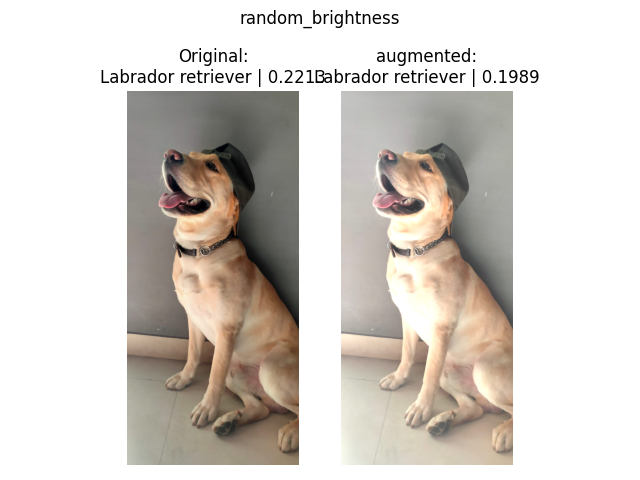 random_brightness
Original:
Labrador retriever | 0.2213
augmented:
Labrador retriever | 0.1989